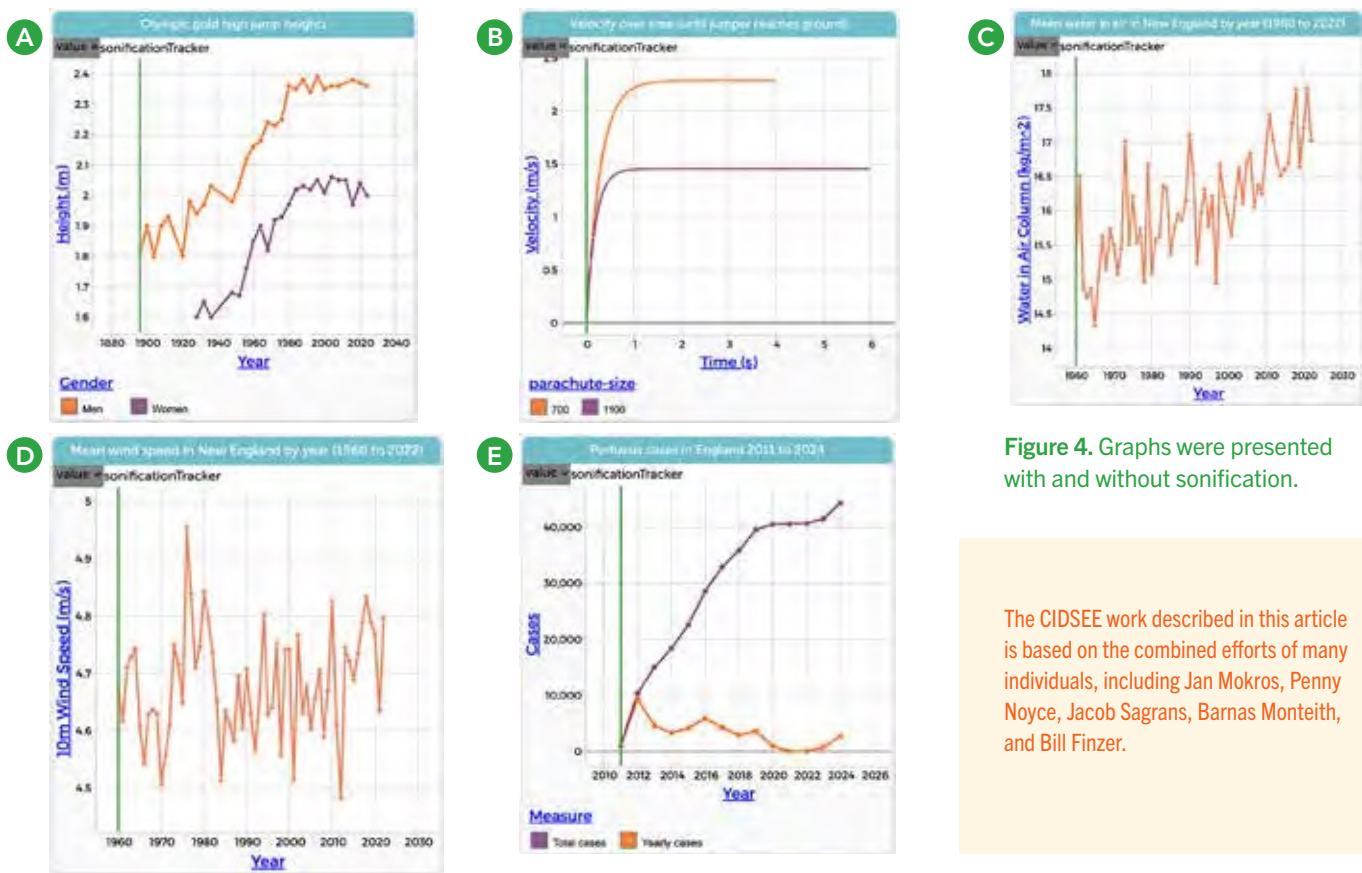 A
Olympic gold high jump heights
value = sonificationTracker
2.4
2.3
2.2
2.1
2
1.9
1.8
1.7
1.6
Height (m)
1880 1900 1920 1940 1960 1980 2000 2020 2040
Year
Gender
Men Women
B
Velocity over time (until jumper reaches ground)
value = sonificationTracker
2.5
2
1.5
1
0.5
0
Velocity (m/s)
0 1 2 3 4 5 6
Time (s)
parachute-size
700 1100
C
Mean water in air in New England by year (1960 to 2022)
value = sonificationTracker
18
17.5
17
16.5
16
15.5
15
14.5
14
Water in Air Column (kg/m^2)
1960 1970 1980 1990 2000 2010 2020 2030
Year
D
Mean wind speed in New England by year (1960 to 2022)
value = sonificationTracker
5
4.9
4.8
4.7
4.6
4.5
10m Wind Speed (m/s)
1960 1970 1980 1990 2000 2010 2020 2030
Year
E
Pertussis cases in England 2011 to 2024
value = sonificationTracker
40,000
30,000
20,000
10,000
0
Cases
2010 2012 2014 2016 2018 2020 2022 2024 2026
Year
Measure
Total cases Yearly cases
Figure 4. Graphs were presented
with and without sonification.
The CIDSEE work described in this article
is based on the combined efforts of many
individuals, including Jan Mokros, Penny
Noyce, Jacob Sagrans, Barnas Monteith,
and Bill Finzer.